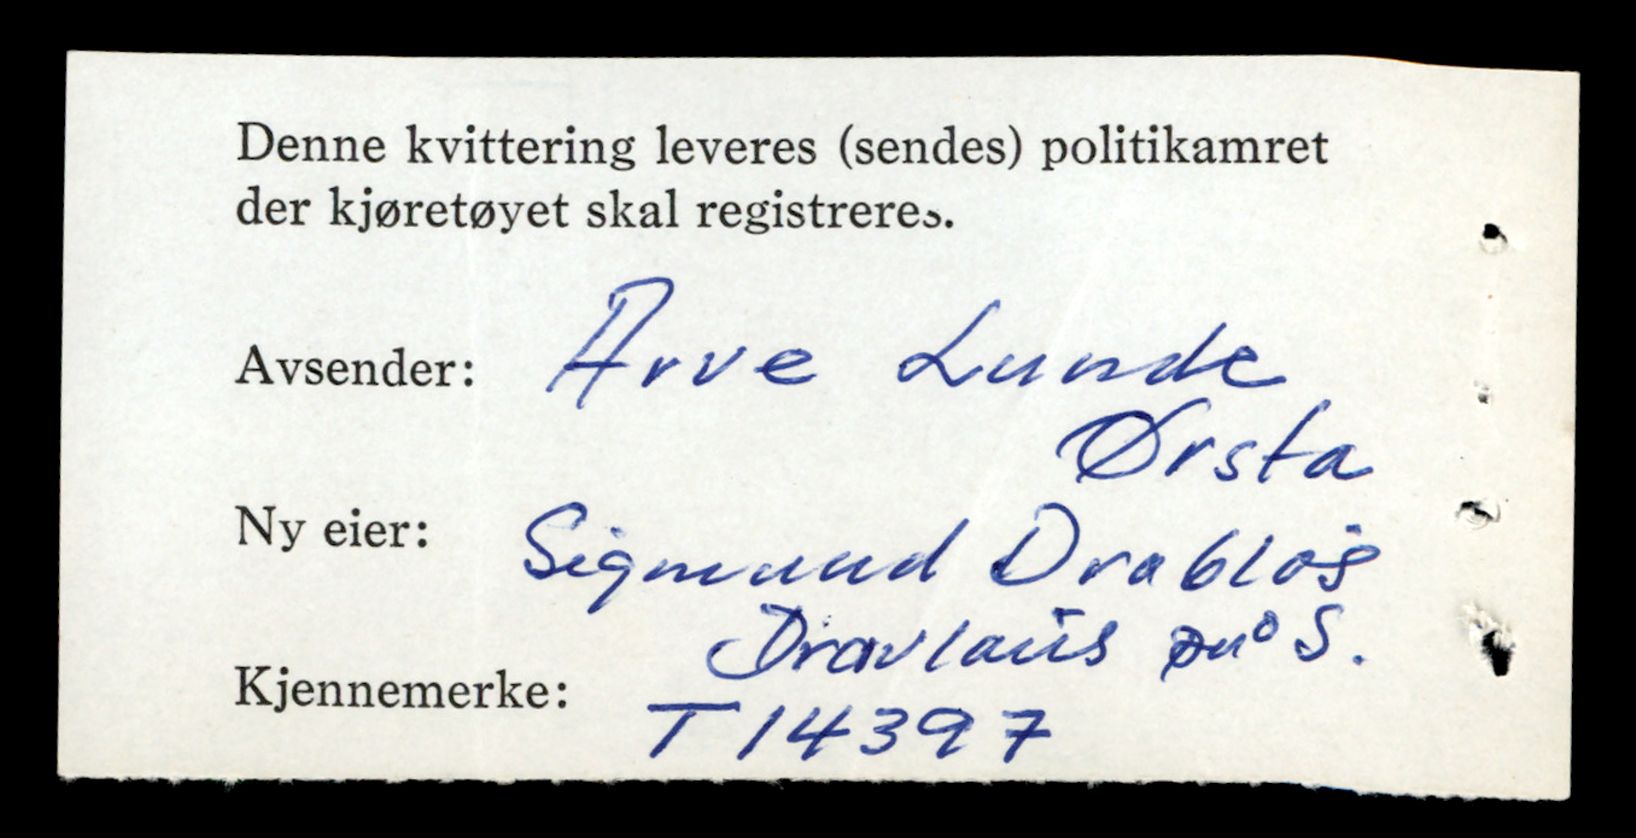 Denne kvittering leveres (sendes) politikamret
der kjøretøyet skal registreres.
Avsender: Arve Lunde
Ørsta
Ny eier: Sigmund Drabløs
Dravlaus på S.
Kjennemerke: T 14397